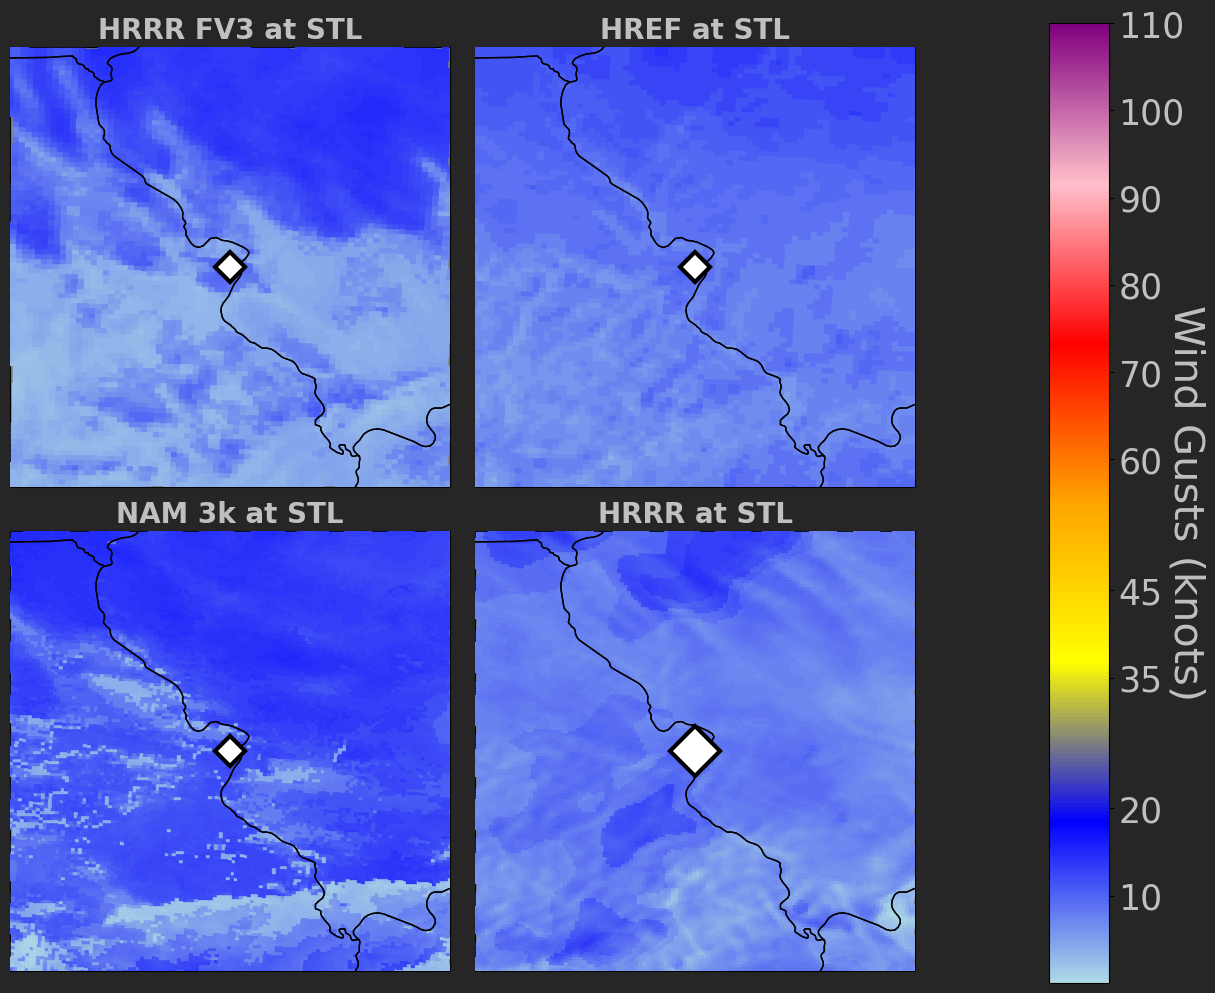 HRRR FV3 at STL
HREF at STL
NAM 3k at STL
HRRR at STL
110
100
90
80
70
60
45
35
20
10
Wind Gusts (knots)